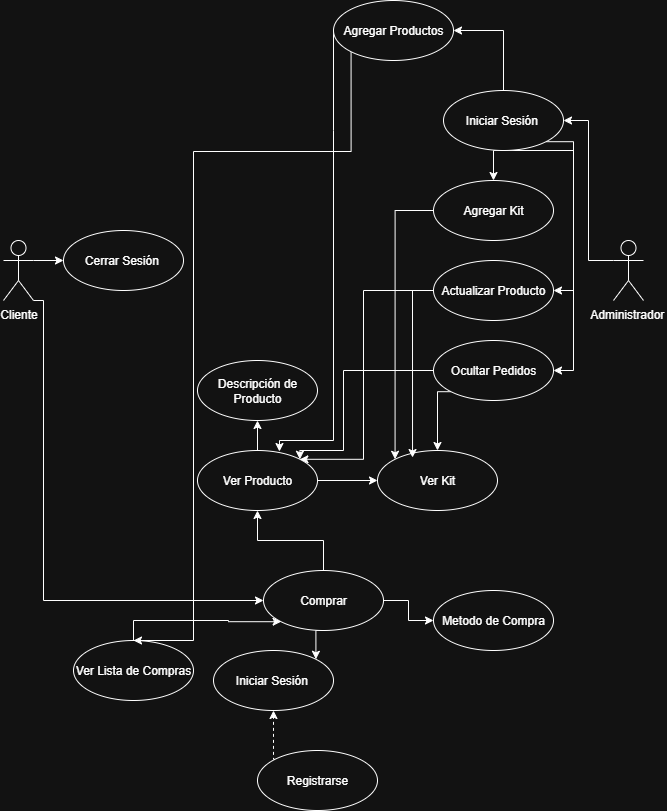 Agregar Productos
Iniciar Sesión
Agregar Kit
Cerrar Sesión
Actualizar Producto
Cliente
Administrador
Ocultar Pedidos
Descripción de
Producto
Ver Producto
Ver Kit
Comprar
Metodo de Compra
Ver Lista de Compras
Iniciar Sesión
Registrarse